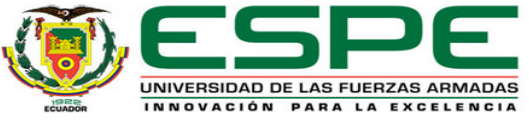 ESPE
UNIVERSIDAD DE LAS FUERZAS ARMADAS
INNOVACIÓN PARA LA EXCELENCIA
1922
ECUADOR